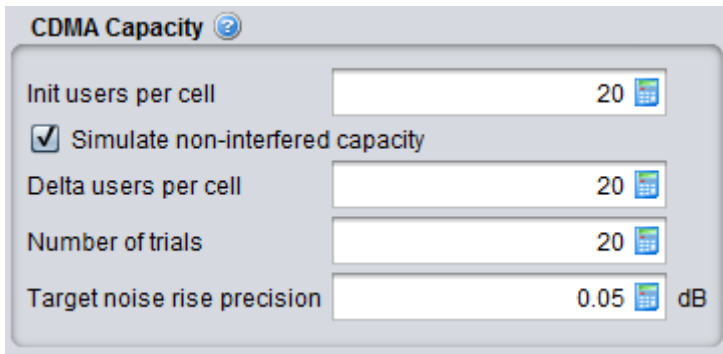 CDMA Capacity ?
Init users per cell 20
Simulate non-interfered capacity
Delta users per cell 20
Number of trials 20
Target noise rise precision 0.05 dB